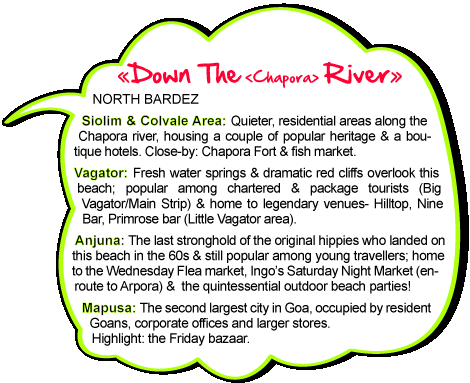 «Down The <Chapora> River»
NORTH BARDEZ
Siolim & Colvale Area: Quieter, residential areas along the
Chapora river, housing a couple of popular heritage & a bou-
tique hotels. Close-by: Chapora Fort & fish market.
Vagator: Fresh water springs & dramatic red cliffs overlook this
beach; popular among chartered & package tourists (Big
Vagator/Main Strip) & home to legendary venues- Hilltop, Nine
Bar, Primrose bar (Little Vagator area).
Anjuna: The last stronghold of the original hippies who landed on
this beach in the 60s & still popular among young travellers; home
to the Wednesday Flea market, Ingo's Saturday Night Market (en-
route to Arpora) & the quintessential outdoor beach parties!
Mapusa: The second largest city in Goa, occupied by resident
Goans, corporate offices and larger stores.
Highlight: the Friday bazaar.